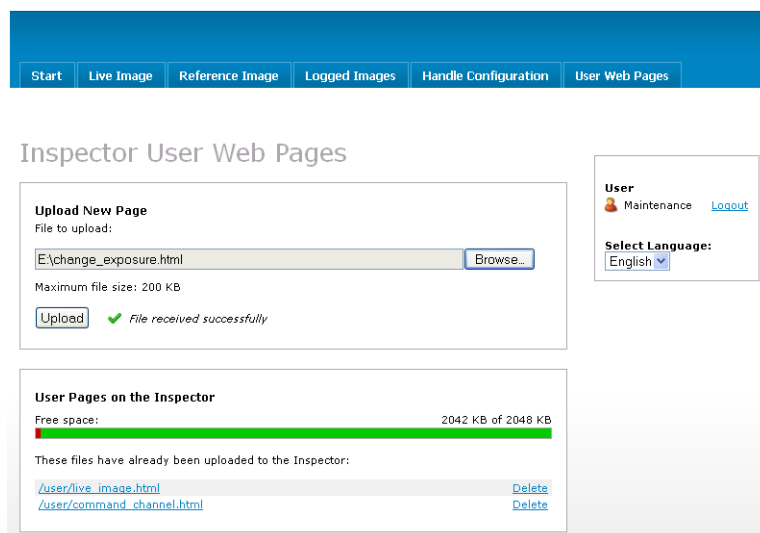 Start Live Image Reference Image Logged Images Handle Configuration User Web Pages
Inspector User Web Pages
Upload New Page
File to upload:
E:\change_exposure.html Browse...
Maximum file size: 200 KB
Upload File received successfully
User
Maintenance Logout
Select Language:
English
User Pages on the Inspector
Free space: 2042 KB of 2048 KB
These files have already been uploaded to the Inspector:
/user/live_image.html Delete
/user/command_channel.html Delete